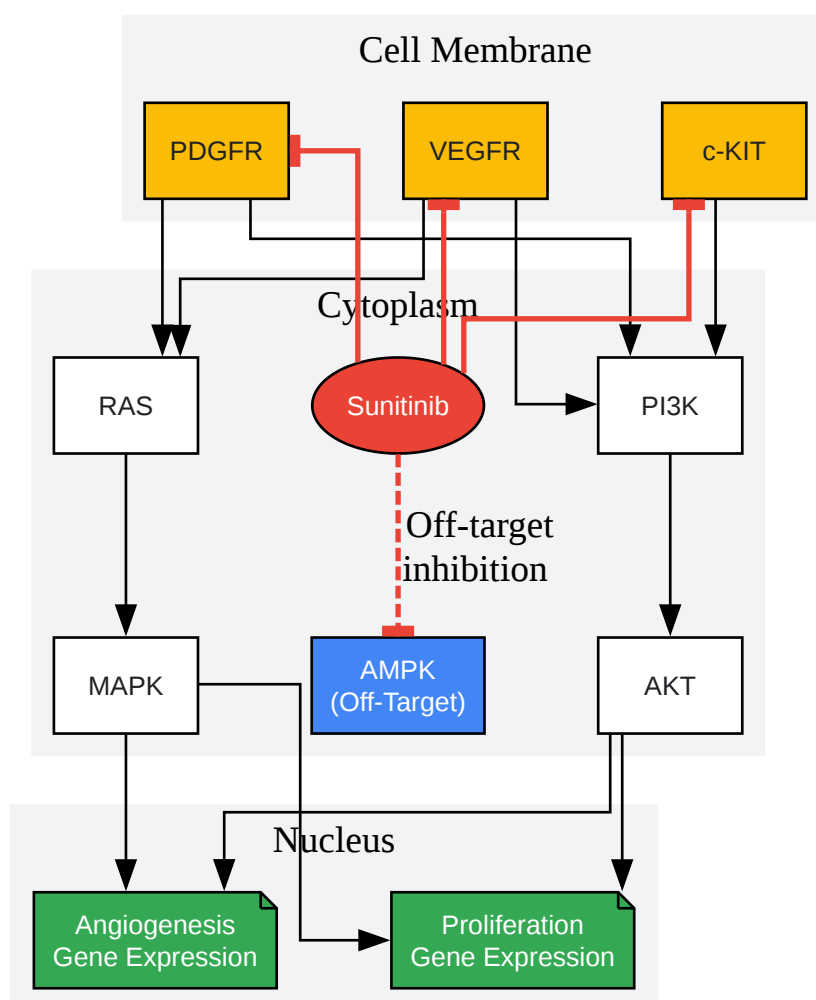 Cell Membrane
PDGFR
VEGFR
c-KIT
Cytoplasm
RAS
Sunitinib
PI3K
Off-target
inhibition
MAPK
AMPK
(Off-Target)
AKT
Nucleus
Angiogenesis
Gene Expression
Proliferation
Gene Expression